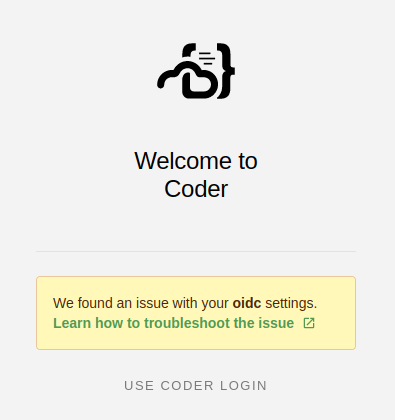 Welcome to
Coder
We found an issue with your oidc settings.
Learn how to troubleshoot the issue
USE CODER LOGIN